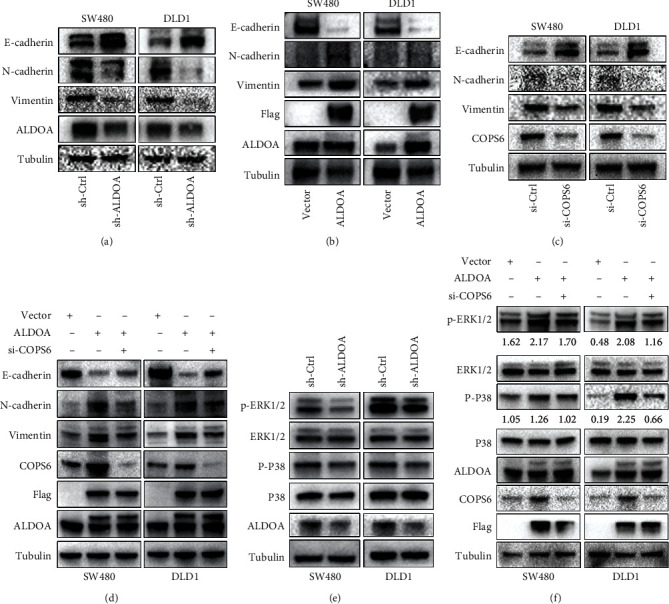 SW480 DLD1
E-cadherin
N-cadherin
Vimentin
ALDOA
Tubulin
sh-Ctrl
sh-ALDOA
sh-Ctrl
sh-ALDOA
(a)
SW480 DLD1
E-cadherin
N-cadherin
Vimentin
Flag
ALDOA
Tubulin
Vector
ALDOA
Vector
ALDOA
(b)
SW480 DLD1
E-cadherin
N-cadherin
Vimentin
COPS6
Tubulin
si-Ctrl
si-COPS6
si-Ctrl
si-COPS6
(c)
Vector + – – + – –
ALDOA – + + – + +
si-COPS6 – – + – – +
E-cadherin
N-cadherin
Vimentin
COPS6
Flag
ALDOA
Tubulin
SW480 DLD1
(d)
sh-Ctrl
sh-ALDOA
sh-Ctrl
sh-ALDOA
p-ERK1/2
ERK1/2
P-P38
P38
ALDOA
Tubulin
SW480 DLD1
(e)
Vector + – – + – –
ALDOA – + + – + +
si-COPS6 – – + – – +
p-ERK1/2
1.62 2.17 1.70 0.48 2.08 1.16
ERK1/2
P-P38
1.05 1.26 1.02 0.19 2.25 0.66
P38
ALDOA
COPS6
Flag
Tubulin
SW480 DLD1
(f)